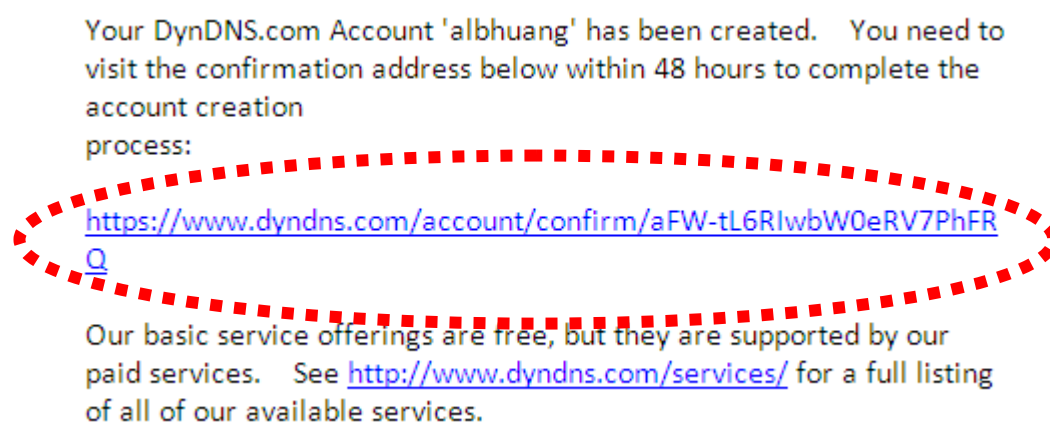 Your DynDNS.com Account 'albhuang' has been created.    You need to
visit the confirmation address below within 48 hours to complete the
account creation
process:
https://www.dyndns.com/account/confirm/aFW-tL6RIwbW0eRV7PhFR
Q
Our basic service offerings are free, but they are supported by our
paid services.    See http://www.dyndns.com/services/ for a full listing
of all of our available services.